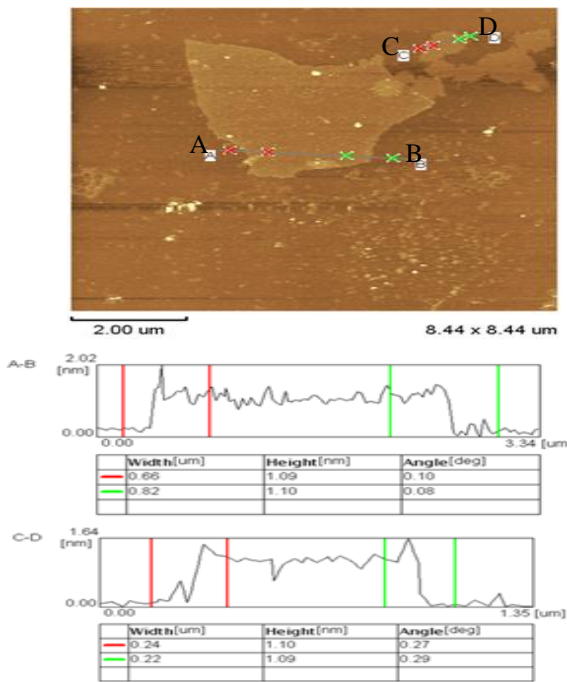 C D
C D
A B
A B
2.00 um 8.44 x 8.44 um
A-B 2.02
[nm]
0.00
0.00 3.34 [um
Width[um] Height[nm] Angle[deg]
0.66 1.09 0.10
0.82 1.10 0.08
C-D 1.64
[nm]
0.00
0.00 1.35 [um]
Width[um] Height[nm] Angle[deg]
0.24 1.10 0.27
0.22 1.09 0.29